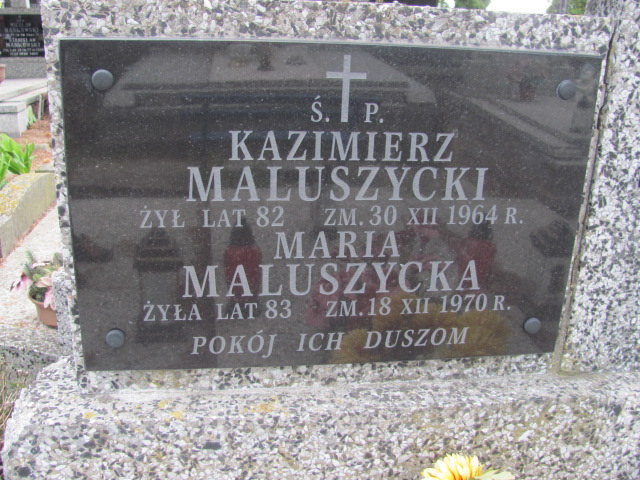 Ś. P.
KAZIMIERZ
MALUSZYCKI
ŻYŁ LAT 82 ZM. 30 XII 1964 R.
MARIA
MALUSZYCKA
ŻYŁA LAT 83 ZM. 18 XII 1970 R.
POKÓJ ICH DUSZOM